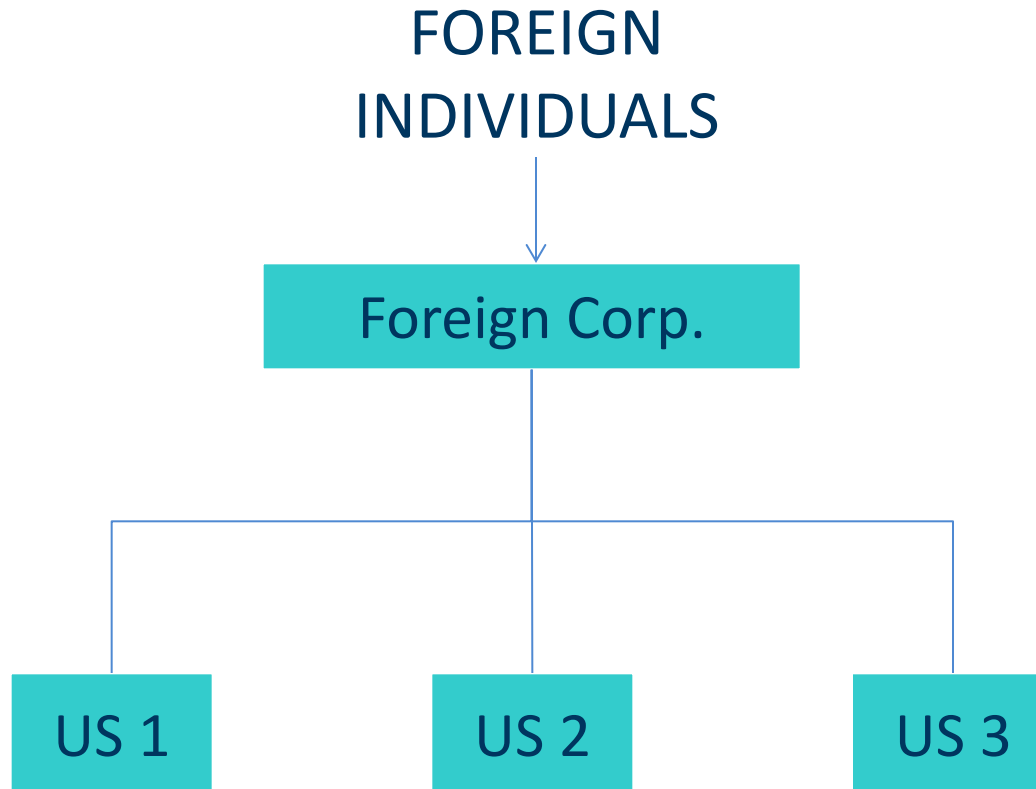 FOREIGN
INDIVIDUALS
Foreign Corp.
US 1
US 2
US 3